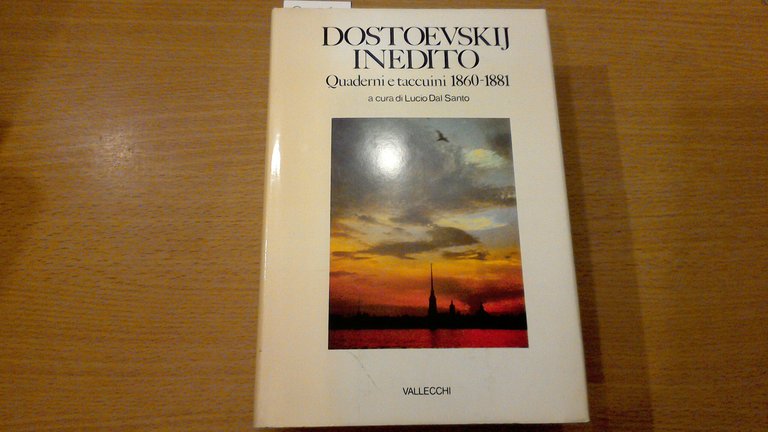 DOSTOEVSKIJ
INEDITO
Quaderni e taccuini 1860-1881
a cura di Lucio Dal Santo
VALLECCHI